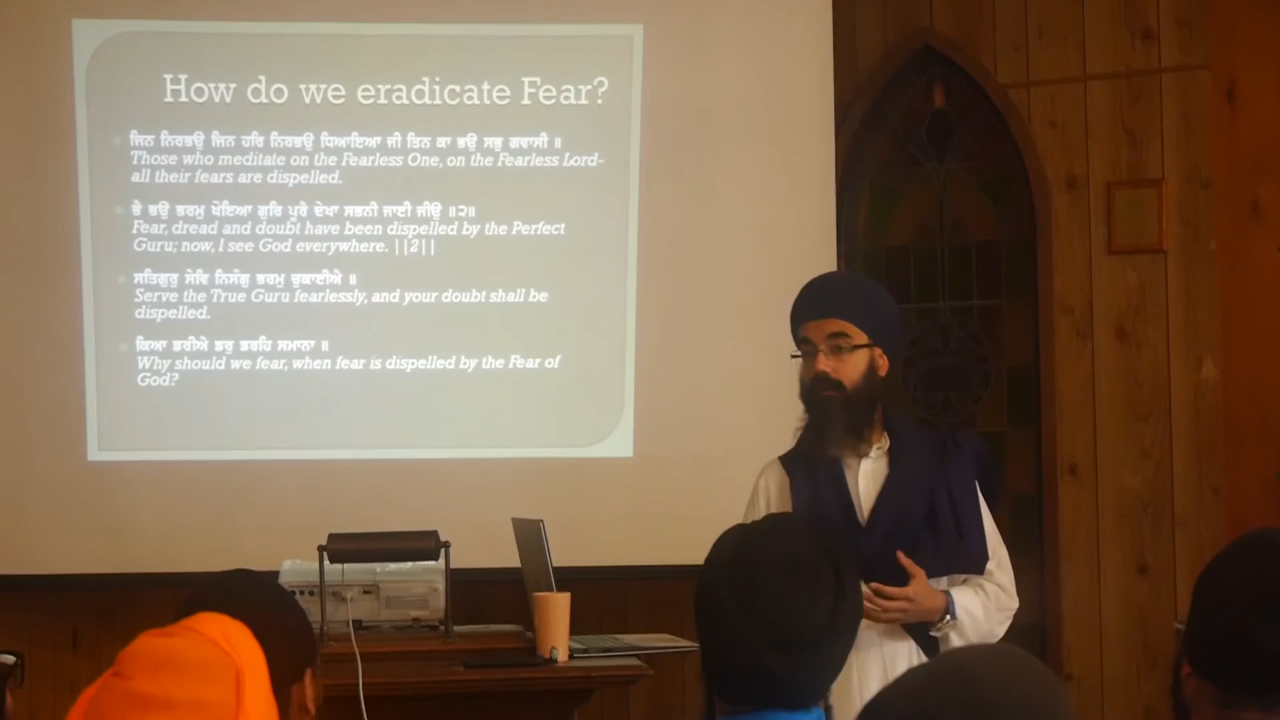 How do we eradicate Fear?
ਜਿਨ ਨਿਰਭਉ ਜਿਨ ਹਰਿ ਨਿਰਭਉ ਧਿਆਇਆ ਜੀ ਤਿਨ ਕਾ ਭਉ ਸਭੁ ਗਵਾਸੀ ॥
Those who meditate on the Fearless One, on the Fearless Lord-
all their fears are dispelled.
ਭੈ ਭਉ ਭਰਮੁ ਖੋਇਆ ਗੁਰਿ ਪੂਰੈ ਦੇਖਾ ਸਭਨੀ ਜਾਈ ਜੀਉ ॥੨॥
Fear, dread and doubt have been dispelled by the Perfect
Guru; now, I see God everywhere. ||2||
ਸਤਿਗੁਰੁ ਸੇਵਿ ਨਿਸੰਗੁ ਭਰਮੁ ਚੁਕਾਈਐ ॥
Serve the True Guru fearlessly, and your doubt shall be
dispelled.
ਕਿਆ ਡਰੀਐ ਡਰੁ ਡਰਹਿ ਸਮਾਨਾ ॥
Why should we fear, when fear is dispelled by the Fear of
God?